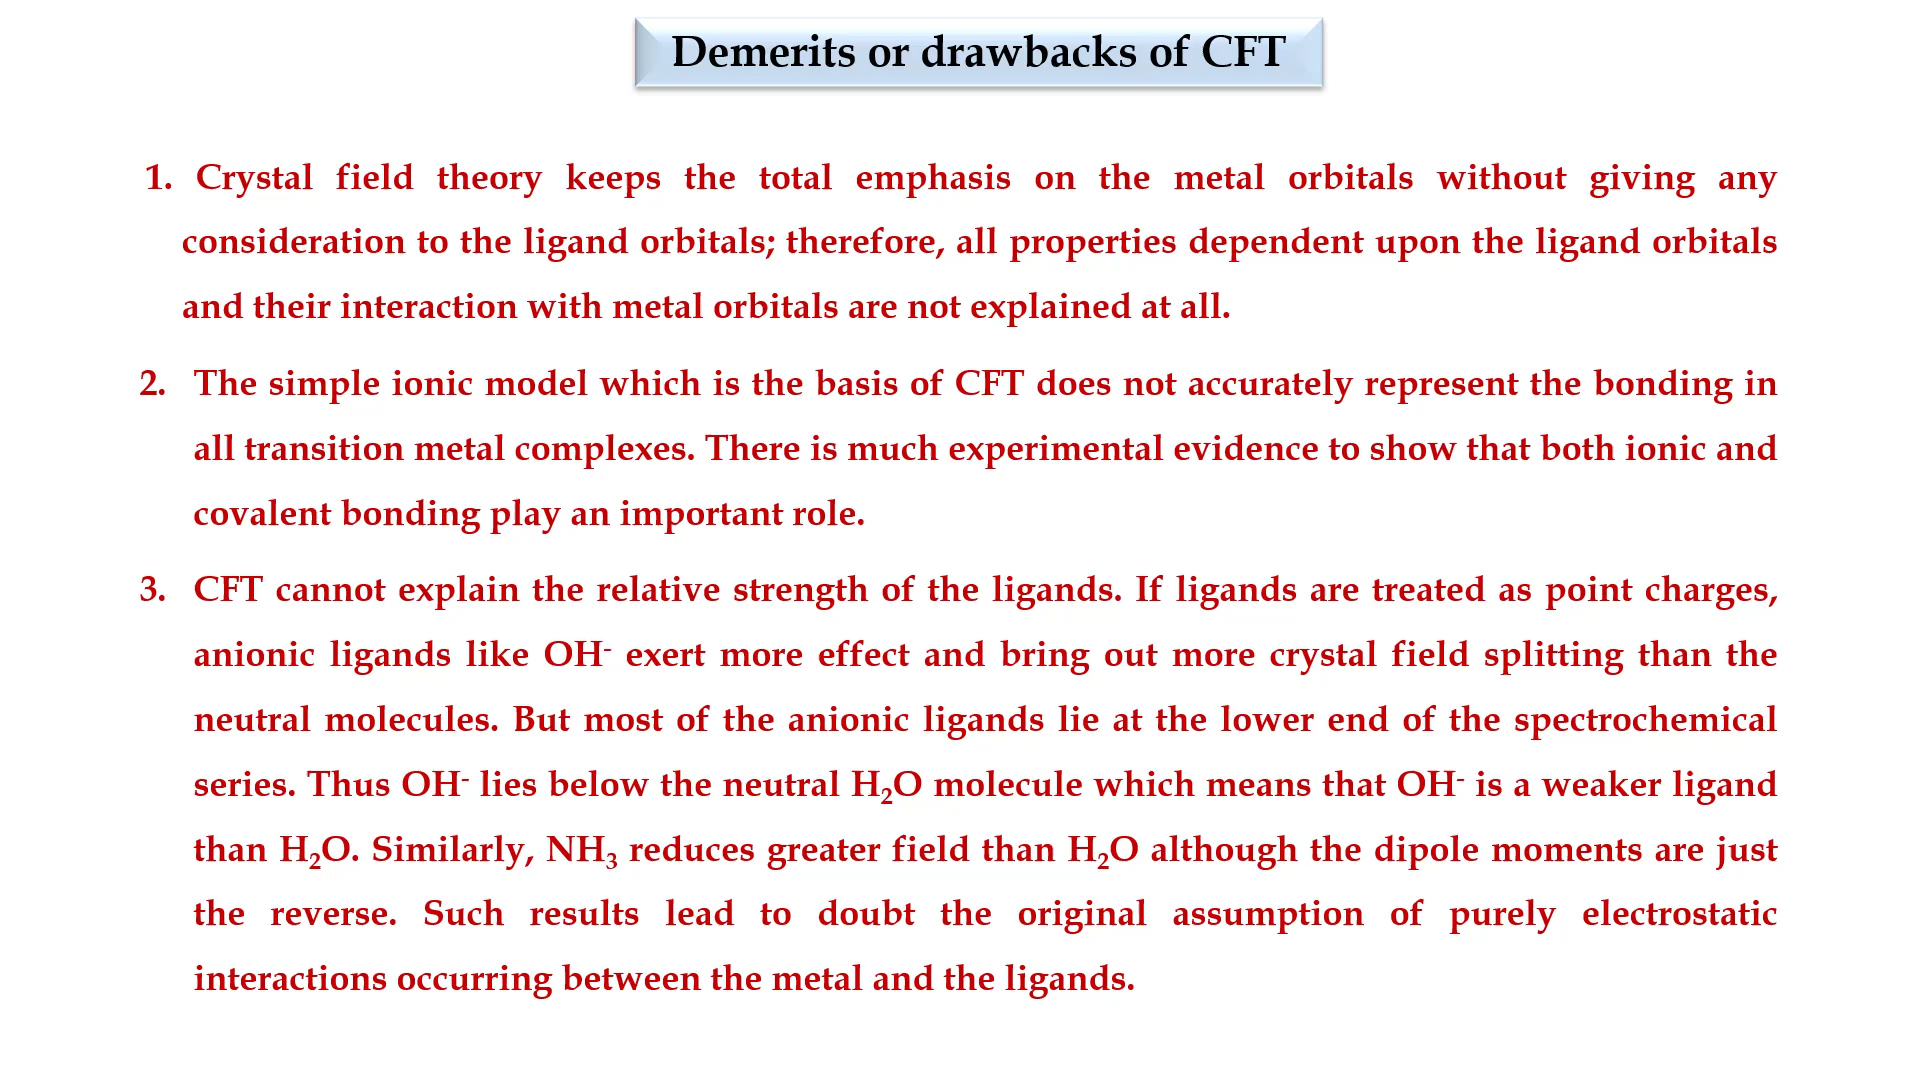 Demerits or drawbacks of CFT
1. Crystal field theory keeps the total emphasis on the metal orbitals without giving any
consideration to the ligand orbitals; therefore, all properties dependent upon the ligand orbitals
and their interaction with metal orbitals are not explained at all.
2. The simple ionic model which is the basis of CFT does not accurately represent the bonding in
all transition metal complexes. There is much experimental evidence to show that both ionic and
covalent bonding play an important role.
3. CFT cannot explain the relative strength of the ligands. If ligands are treated as point charges,
anionic ligands like OH⁻ exert more effect and bring out more crystal field splitting than the
neutral molecules. But most of the anionic ligands lie at the lower end of the spectrochemical
series. Thus OH⁻ lies below the neutral H₂O molecule which means that OH⁻ is a weaker ligand
than H₂O. Similarly, NH₃ reduces greater field than H₂O although the dipole moments are just
the reverse. Such results lead to doubt the original assumption of purely electrostatic
interactions occurring between the metal and the ligands.